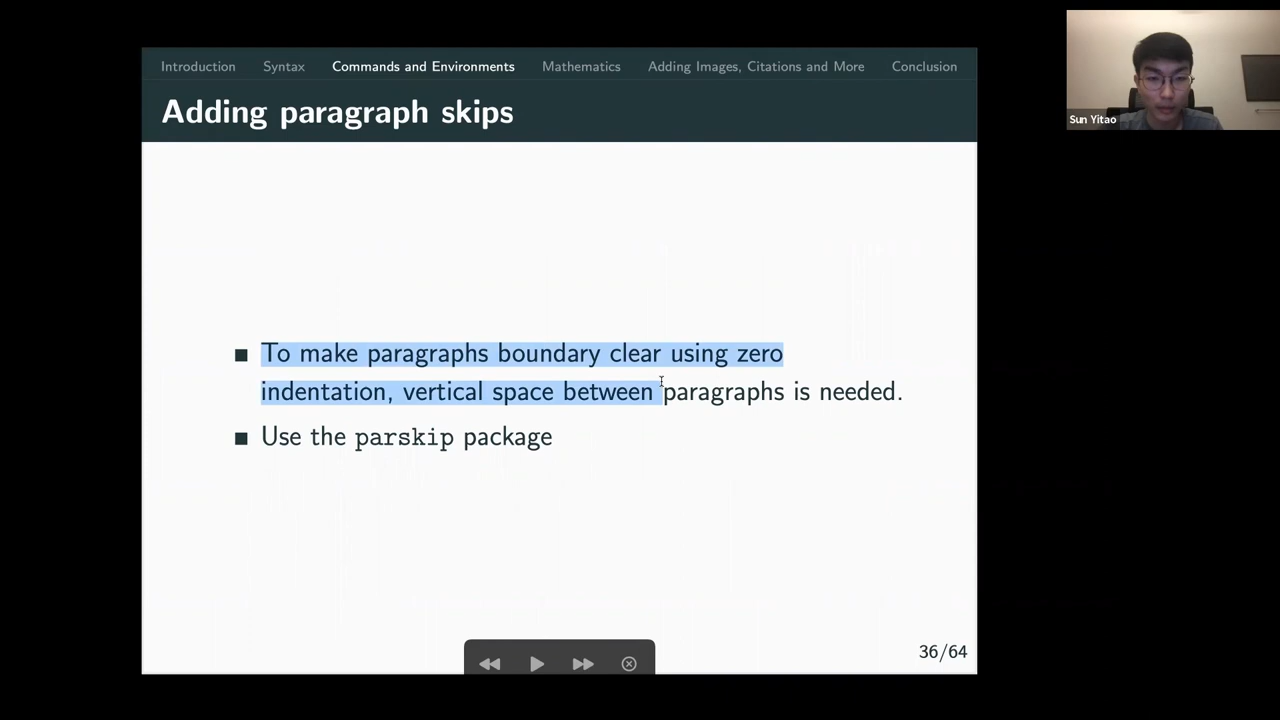 Introduction Syntax Commands and Environments Mathematics Adding Images, Citations and More Conclusion
Adding paragraph skips
To make paragraphs boundary clear using zero
indentation, vertical space between paragraphs is needed.
Use the parskip package
36/64
Sun Yitao